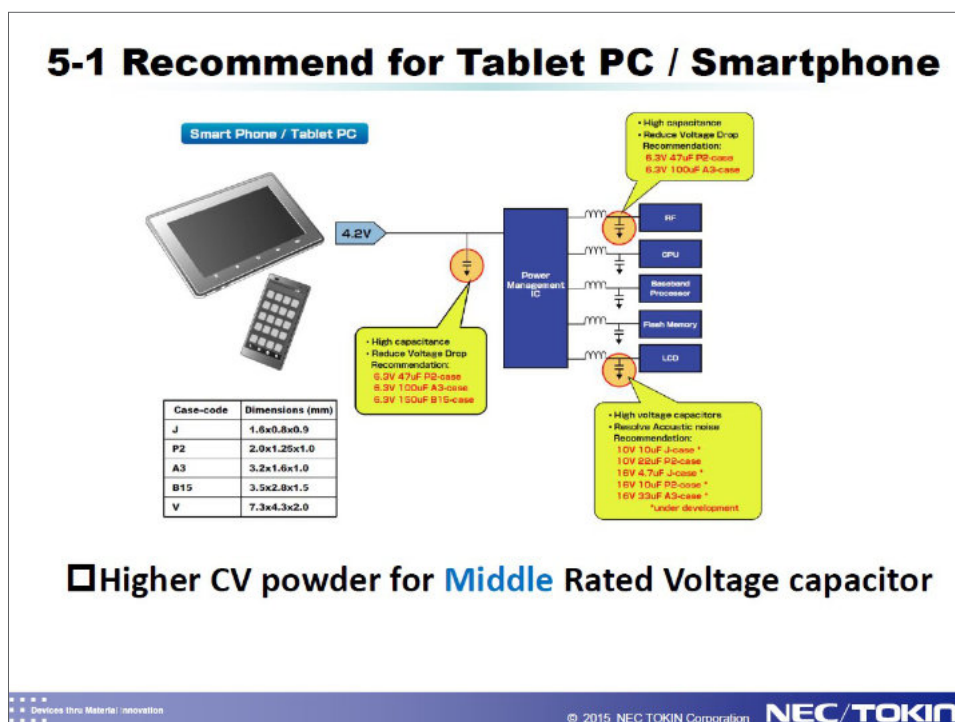 5-1 Recommend for Tablet PC / Smartphone
Smart Phone / Tablet PC
• High capacitance
• Reduce Voltage Drop
Recommendation:
6.3V 47uF P2-case
6.3V 100uF A3-case
4.2V
Power
Management
IC
RF
CPU
Baseband
Processor
Flash Memory
LCD
• High capacitance
• Reduce Voltage Drop
Recommendation:
6.3V 47uF P2-case
6.3V 100uF A3-case
6.3V 150uF B15-case
• High voltage capacitors
• Resolve Acoustic noise
Recommendation:
10V 10uF J-case *
10V 22uF P2-case
16V 4.7uF J-case *
16V 10uF P2-case *
16V 33uF A3-case *
*under development
Case-code Dimensions (mm)
J 1.6x0.8x0.9
P2 2.0x1.25x1.0
A3 3.2x1.6x1.0
B15 3.5x2.8x1.5
V 7.3x4.3x2.0
□Higher CV powder for Middle Rated Voltage capacitor
Devices thru Material Innovation
© 2015 NEC TOKIN Corporation
NEC/TOKIN